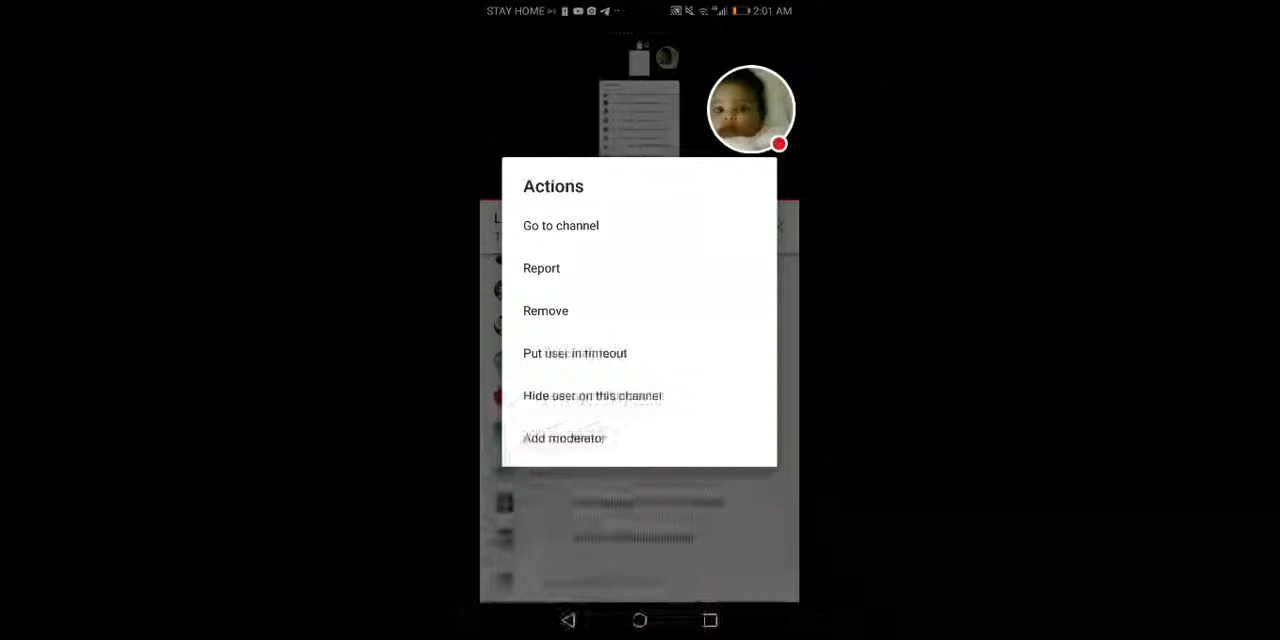 STAY HOME 2:01 AM
Actions
Go to channel
Report
Remove
Put user in timeout
Hide user on this channel
Add moderator